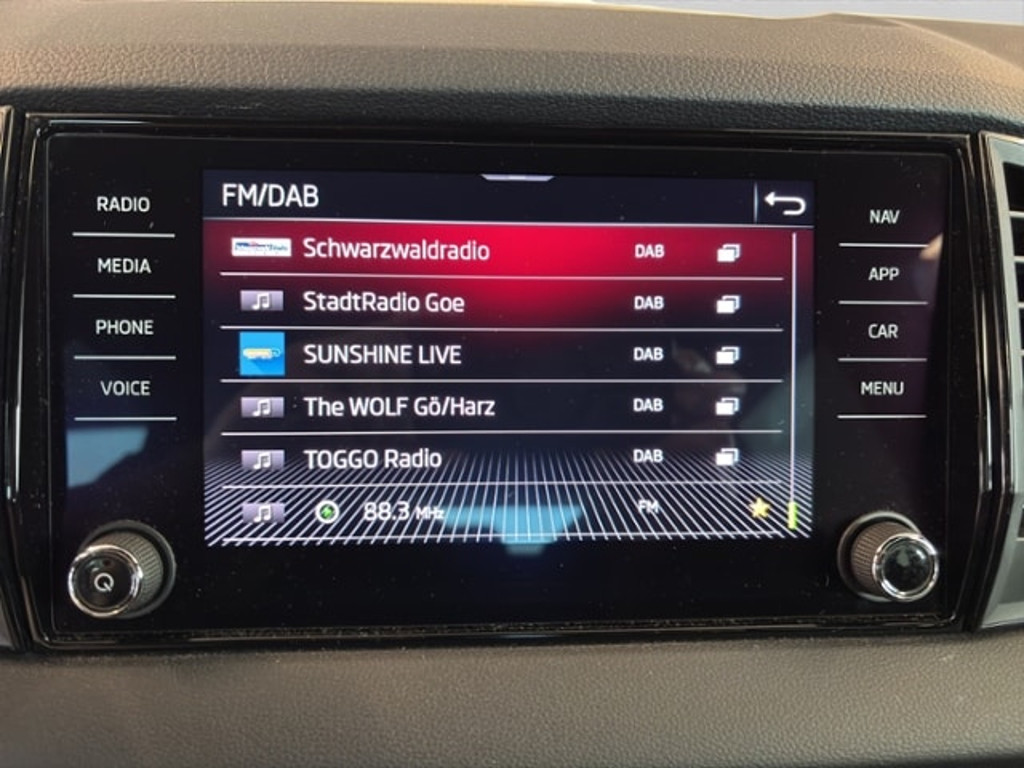 FM/DAB
RADIO
MEDIA
PHONE
VOICE
Schwarzwaldradio DAB
StadtRadio Goe DAB
SUNSHINE LIVE DAB
The WOLF Gö/Harz DAB
TOGGO Radio DAB
88.3 MHz FM
NAV
APP
CAR
MENU